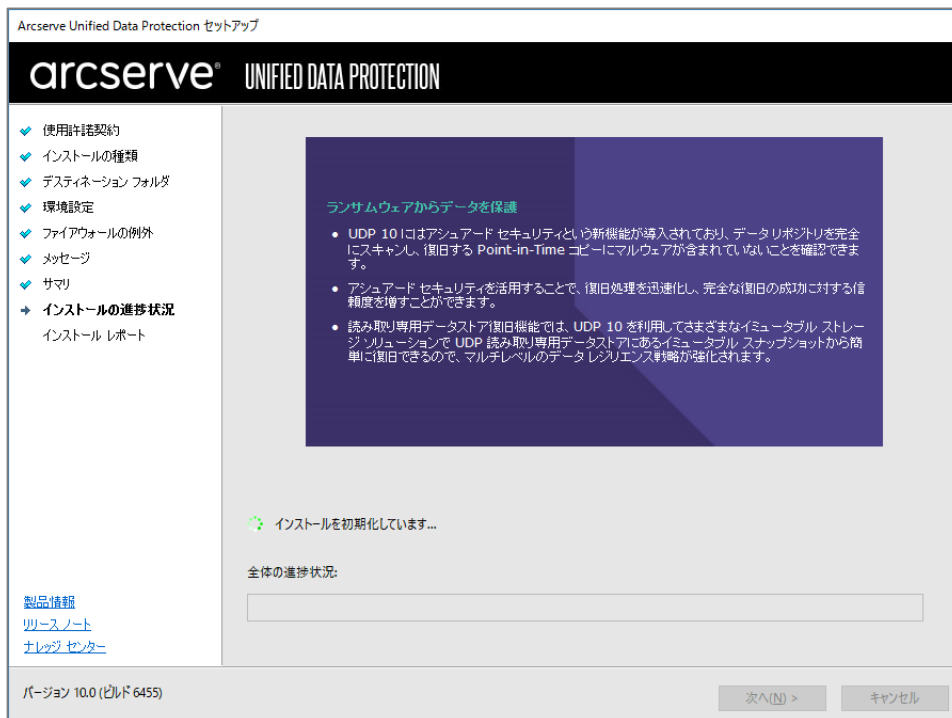 Arcserve Unified Data Protection セットアップ
arcserve® UNIFIED DATA PROTECTION
使用許諾契約
インストールの種類
デスティネーション フォルダ
環境設定
ファイアウォールの例外
メッセージ
サマリ
インストールの進捗状況
インストール レポート
ランサムウェアからデータを保護
● UDP 10 にはアシュアード セキュリティという新機能が導入されており、データ リポジトリを完全
にスキャンし、復旧する Point-in-Time コピーにマルウェアが含まれていないことを確認できま
す。
● アシュアード セキュリティを活用することで、復旧処理を迅速化し、完全な復旧の成功に対する信
頼度を増すことができます。
● 読み取り専用データストア復旧機能では、UDP 10 を利用してさまざまなイミュータブル ストレー
ジ ソリューションで UDP 読み取り専用データストアにあるイミュータブル スナップショットから簡
単に復旧できるので、マルチレベルのデータ レジリエンス戦略が強化されます。
インストールを初期化しています...
全体の進捗状況:
製品情報
リリース ノート
ナレッジ センター
バージョン 10.0 (ビルド 6455)
次へ(N) >
キャンセル